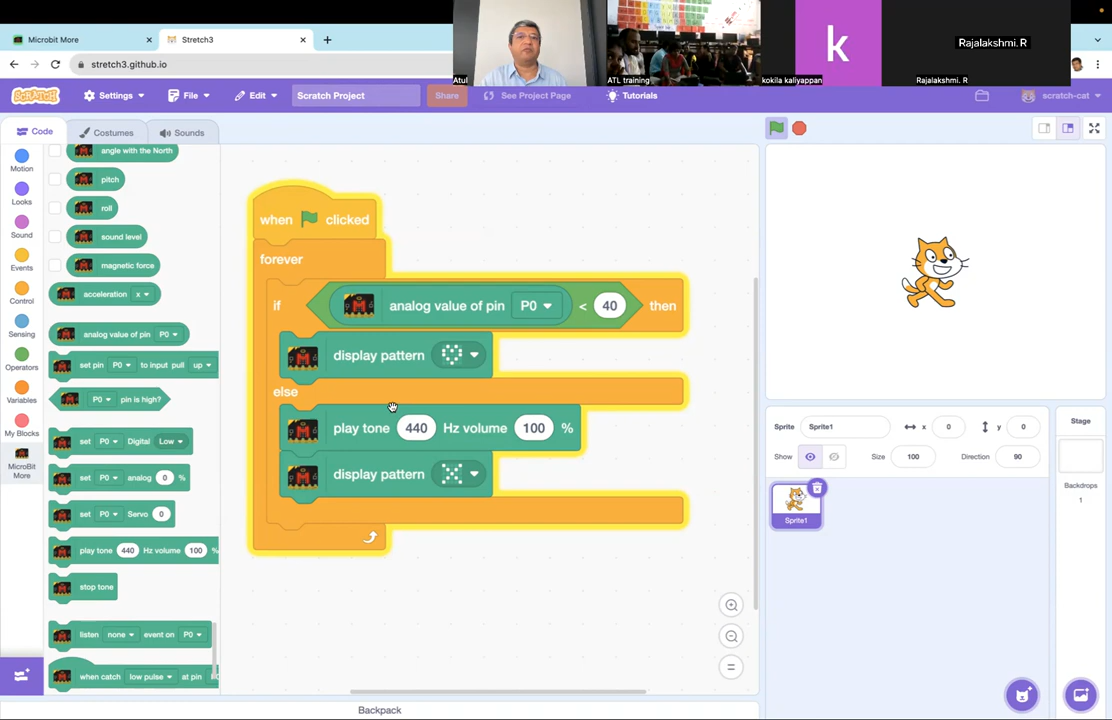 Microbit More
Stretch3
stretch3.github.io
Atul
ATL training
k
kokila kaliyappan
Rajalakshmi. R
Rajalakshmi. R
SCRATCH
Settings
File
Edit
Scratch Project
Share
See Project Page
Tutorials
scratch-cat
Code
Costumes
Sounds
Motion
Looks
Sound
Events
Control
Sensing
Operators
Variables
My Blocks
MicroBit
More
angle with the North
pitch
roll
sound level
magnetic force
acceleration x
analog value of pin P0
set pin P0 to input pull up
P0 pin is high?
set P0 Digital Low
set P0 analog 0 %
set P0 Servo 0
play tone 440 Hz volume 100 %
stop tone
listen none event on P0
when catch low pulse at pin
when clicked
forever
if analog value of pin P0 < 40 then
display pattern
else
play tone 440 Hz volume 100 %
display pattern
Backpack
Sprite Sprite1 x 0 y 0
Show Size 100 Direction 90
Sprite1
Stage
Backdrops
1